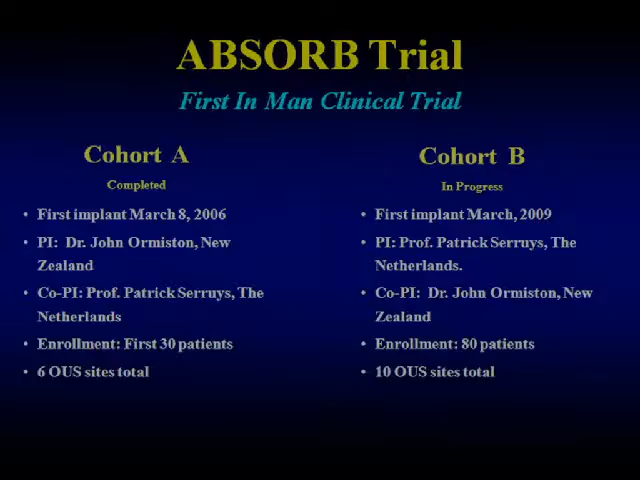 ABSORB Trial
First In Man Clinical Trial
Cohort A
Completed
• First implant March 8, 2006
• PI: Dr. John Ormiston, New
Zealand
• Co-PI: Prof. Patrick Serruys, The
Netherlands
• Enrollment: First 30 patients
• 6 OUS sites total
Cohort B
In Progress
• First implant March, 2009
• PI: Prof. Patrick Serruys, The
Netherlands.
• Co-PI: Dr. John Ormiston, New
Zealand
• Enrollment: 80 patients
• 10 OUS sites total